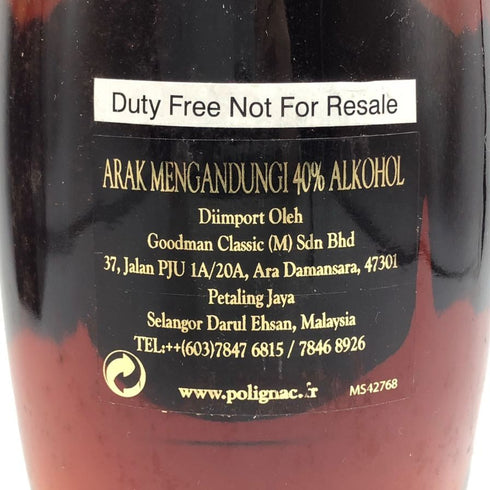 Duty Free Not For Resale
ARAK MENGANDUNGI 40% ALKOHOL
Diimport Oleh
Goodman Classic (M) Sdn Bhd
37, Jalan PJU 1A/20A, Ara Damansara, 47301
Petaling Jaya
Selangor Darul Ehsan, Malaysia
TEL:++(603)7847 6815 / 7846 8926
www.polignac.fr
MS42768